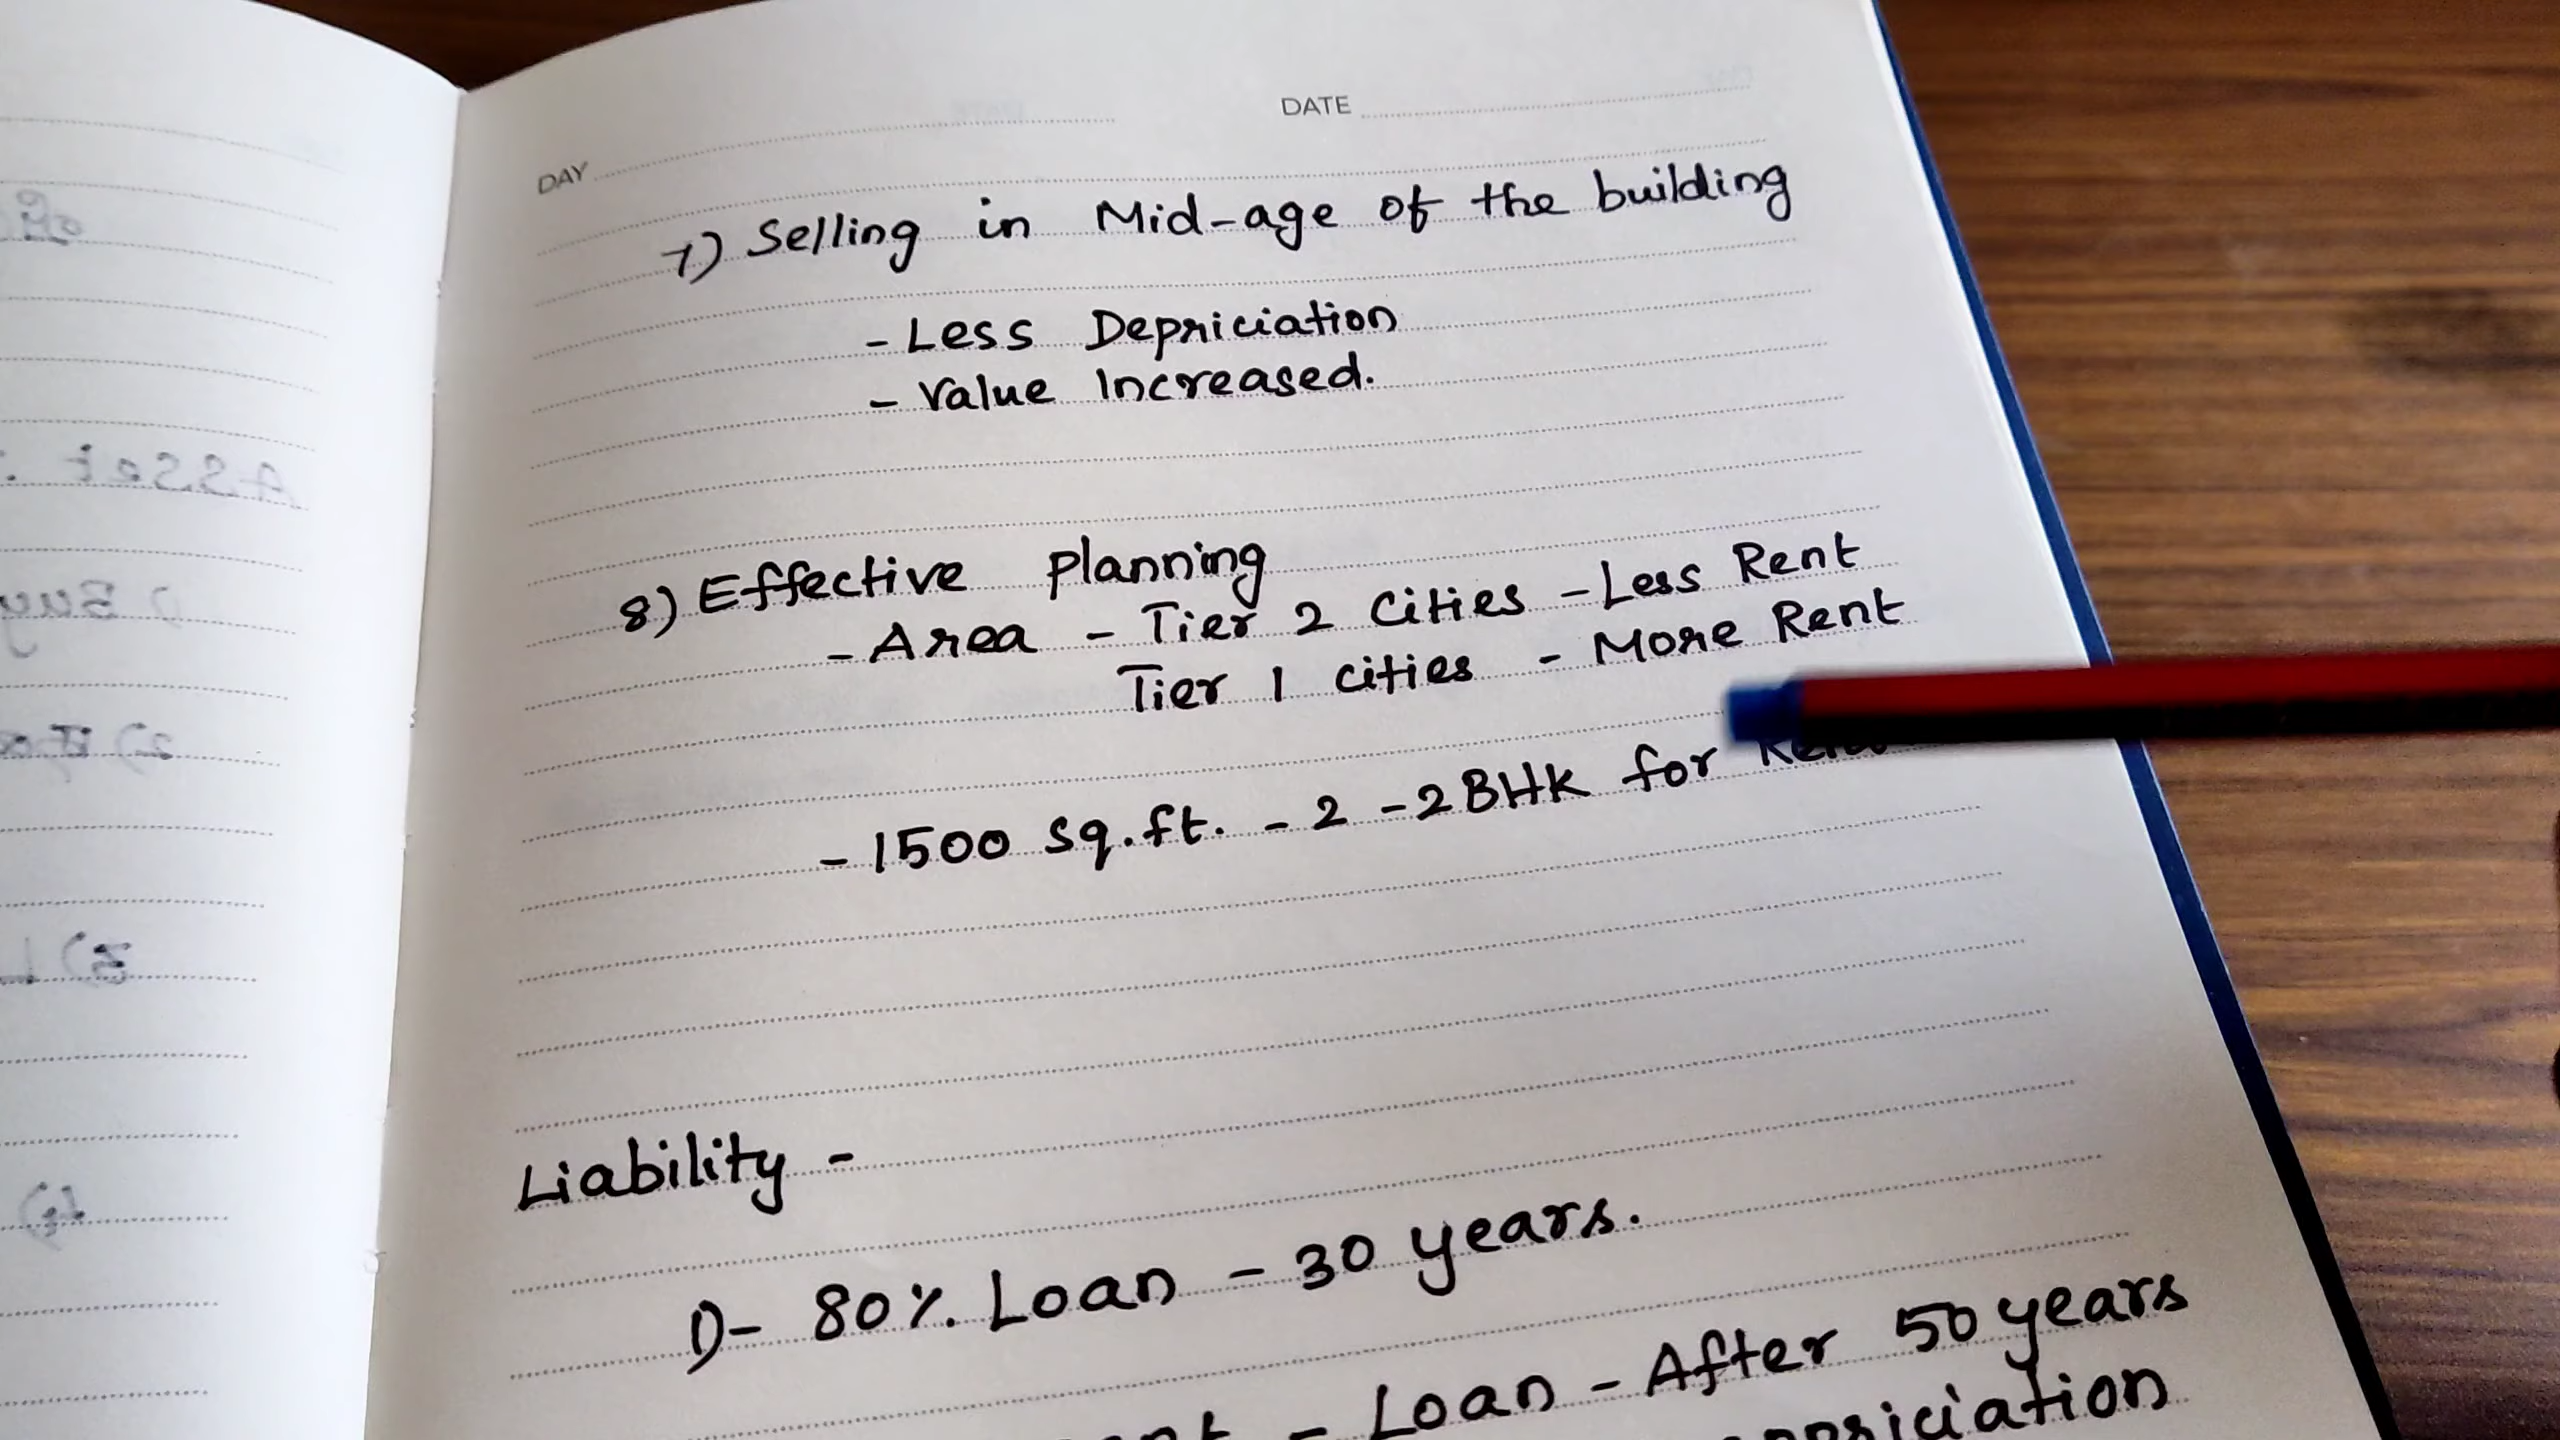 DAY
DATE
7) Selling in Mid-age of the building
- Less Depriciation
- Value Increased.
8) Effective planning
- Area - Tier 2 Cities - Less Rent
Tier 1 cities - More Rent
- 1500 sq.ft. - 2 - 2BHK for
Liability -
1)- 80% Loan - 30 years.
- Loan - After 50 years